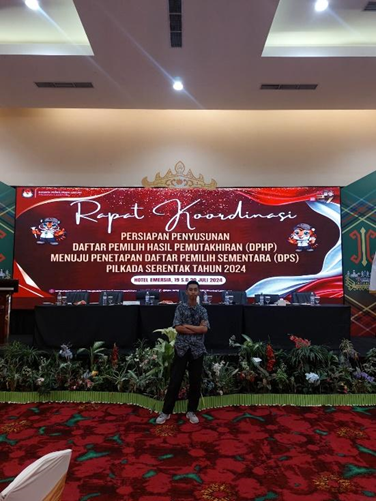 Rapat Koordinasi
PERSIAPAN PENYUSUNAN
DAFTAR PEMILIH HASIL PEMUTAKHIRAN (DPHP)
MENUJU PENETAPAN DAFTAR PEMILIH SEMENTARA (DPS)
PILKADA SERENTAK TAHUN 2024